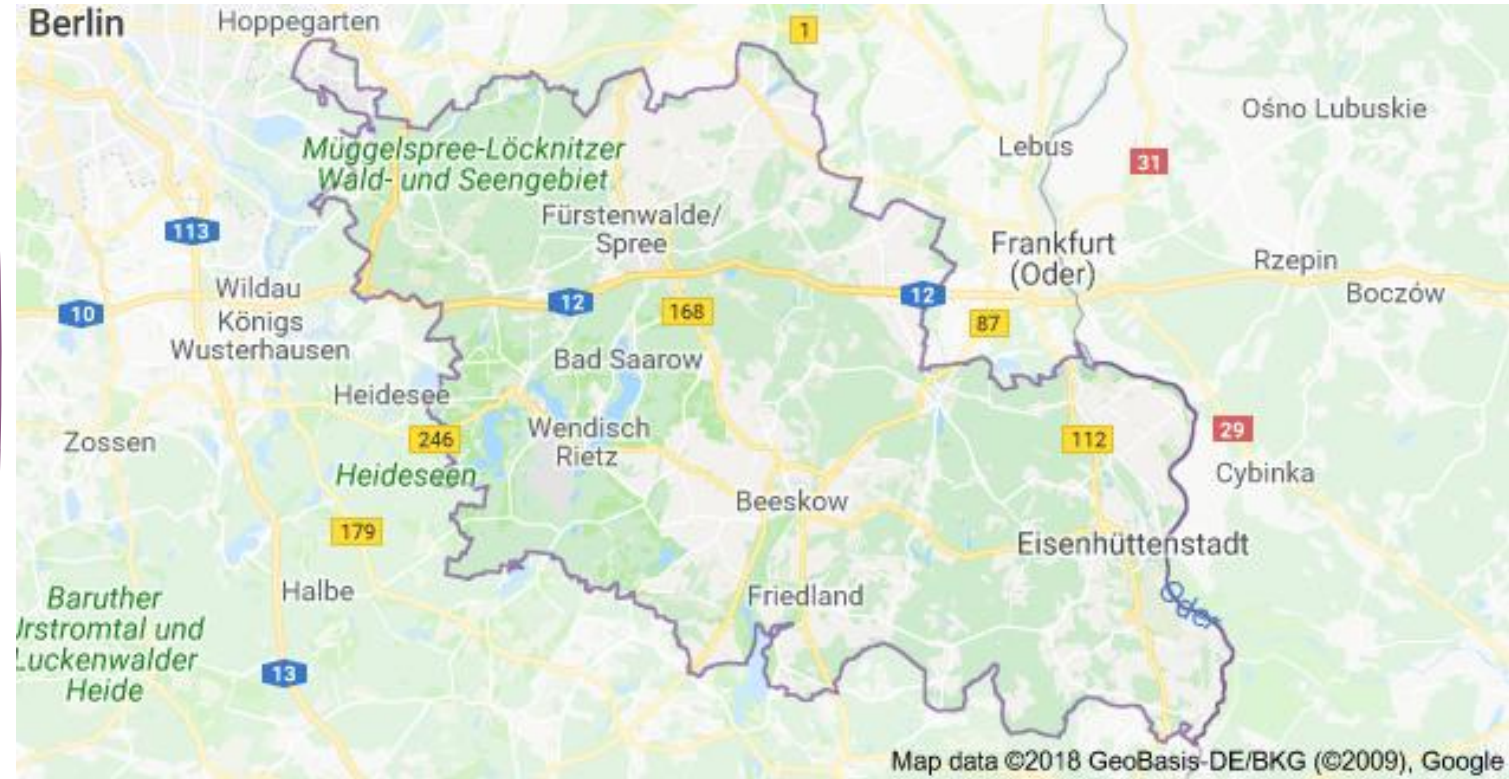 Berlin
Hoppegarten
1
Ośno Lubuskie
Lebus
31
Müggelspree-Löcknitzer
Wald- und Seengebiet
Fürstenwalde/
Spree
113
Frankfurt
(Oder)
Rzepin
Boczów
Wildau
10
12
12
168
87
Königs
Wusterhausen
Bad Saarow
Heidesee
Wendisch
Rietz
Zossen
246
112
29
Cybinka
Heideseen
Beeskow
179
Eisenhüttenstadt
Halbe
Friedland
Oder
Baruther
Urstromtal und
Luckenwalder
Heide
13
Map data ©2018 GeoBasis-DE/BKG (©2009), Google